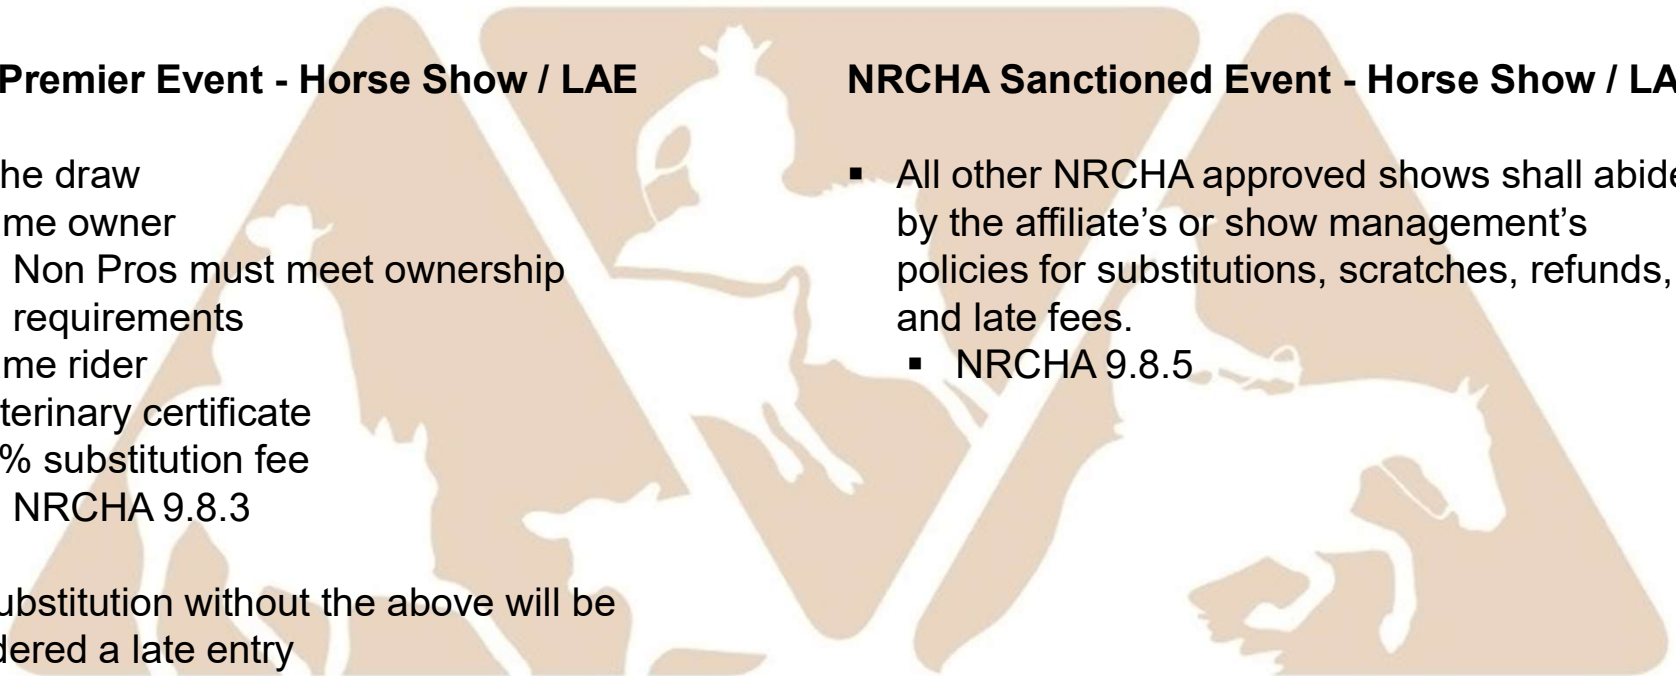 Premier Event - Horse Show / LAE
he draw
me owner
Non Pros must meet ownership
requirements
me rider
terinary certificate
% substitution fee
NRCHA 9.8.3
ubstitution without the above will be
dered a late entry
NRCHA Sanctioned Event - Horse Show / LA
▪ All other NRCHA approved shows shall abide
by the affiliate’s or show management’s
policies for substitutions, scratches, refunds,
and late fees.
▪ NRCHA 9.8.5